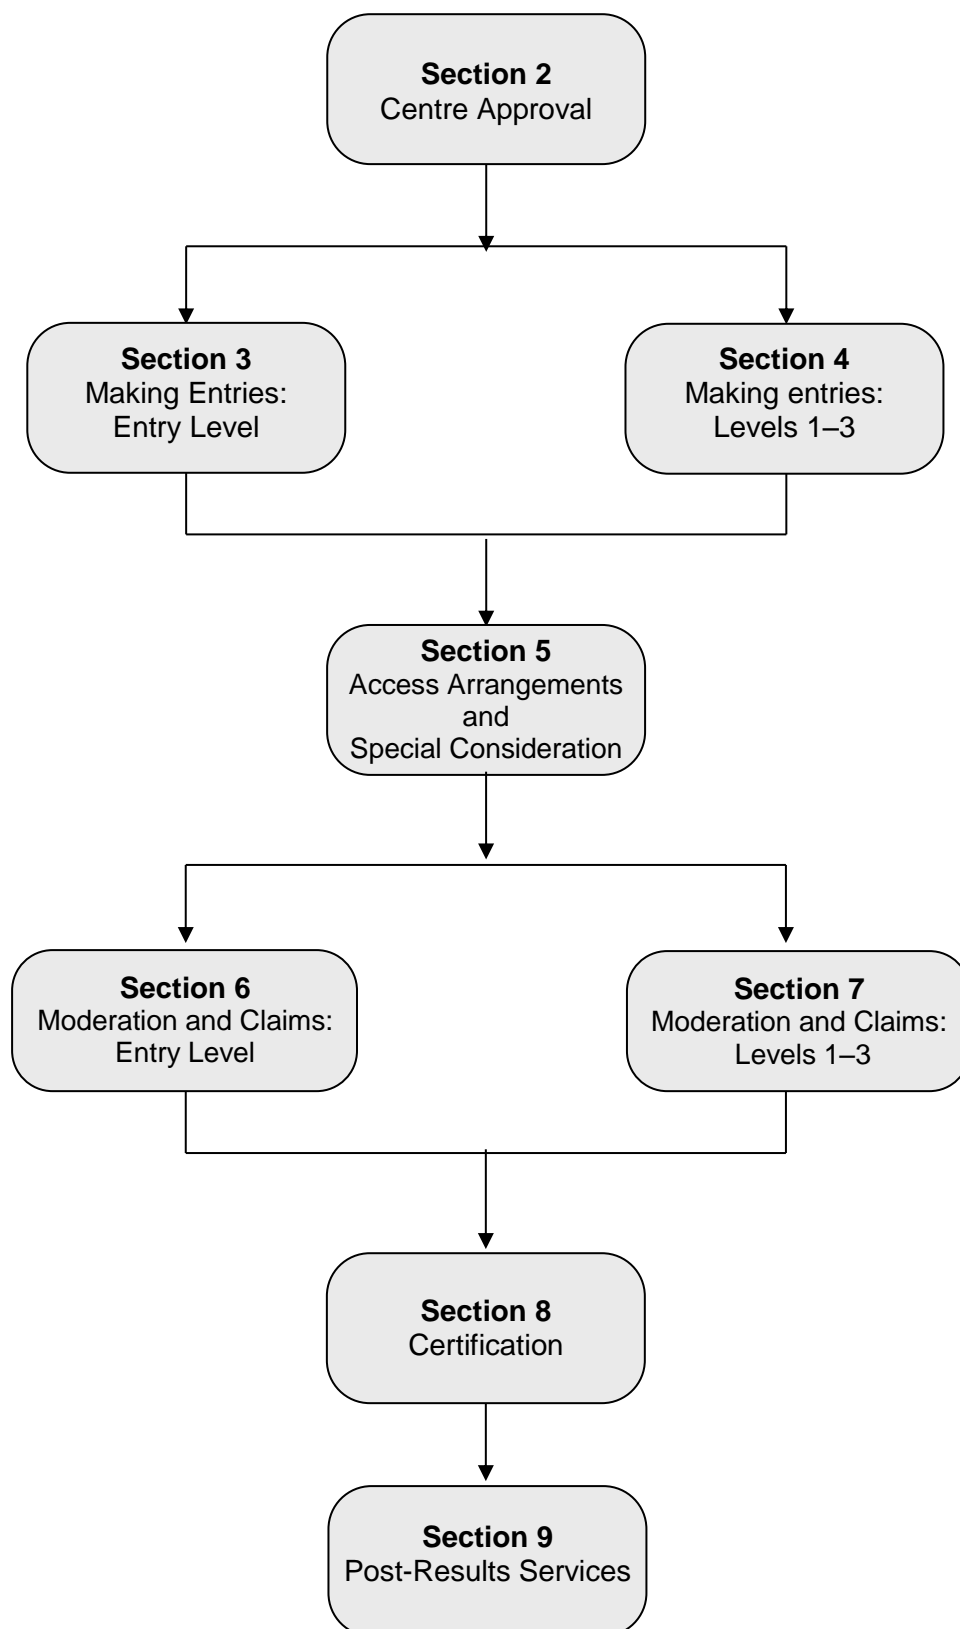 Section 2
Centre Approval
Section 3
Making Entries:
Entry Level
Section 4
Making entries:
Levels 1–3
Section 5
Access Arrangements
and
Special Consideration
Section 6
Moderation and Claims:
Entry Level
Section 7
Moderation and Claims:
Levels 1–3
Section 8
Certification
Section 9
Post-Results Services